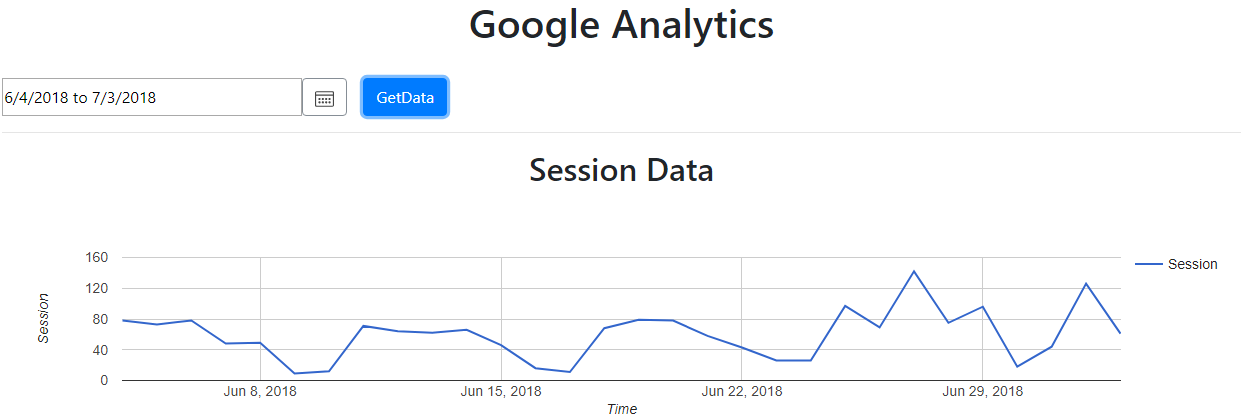 Google Analytics
6/4/2018 to 7/3/2018
GetData
Session Data
160
120
80
40
0
Session
Session
Jun 8, 2018 Jun 15, 2018 Jun 22, 2018 Jun 29, 2018
Time